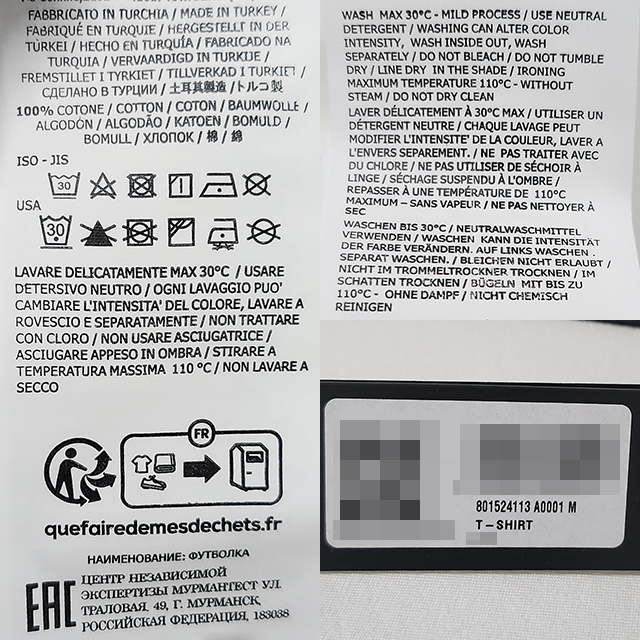 FABBRICATO IN TURCHIA / MADE IN TURKEY /
FABRIQUÉ EN TURQUIE / HERGESTELLT IN DER
TÜRKEI / HECHO EN TURQUÍA / FABRICADO NA
TURQUIA / VERVAARDIGD IN TURKIJE /
FREMSTILLET I TYRKIET / TILLVERKAD I TURKIET /
СДЕЛАНО В ТУРЦИИ / 土耳其製造 / トルコ製
100% COTONE / COTTON / COTON / BAUMWOLLE /
ALGODÓN / ALGODÃO / KATOEN / BOMULD /
BOMULL / ХЛОПОК / 棉 / 綿
ISO - JIS
30
USA
30
LAVARE DELICATAMENTE MAX 30°C / USARE
DETERSIVO NEUTRO / OGNI LAVAGGIO PUO'
CAMBIARE L'INTENSITA' DEL COLORE, LAVARE A
ROVESCIO E SEPARATAMENTE / NON TRATTARE
CON CLORO / NON USARE ASCIUGATRICE /
ASCIUGARE APPESO IN OMBRA / STIRARE A
TEMPERATURA MASSIMA 110 °C / NON LAVARE A
SECCO
FR
quefairedemesdechets.fr
НАИМЕНОВАНИЕ: ФУТБОЛКА
EAC
ЦЕНТР НЕЗАВИСИМОЙ
ЭКСПЕРТИЗЫ МУРМАНТЕСТ УЛ.
ТРАЛОВАЯ, 49, Г. МУРМАНСК,
РОССИЙСКАЯ ФЕДЕРАЦИЯ, 183038
WASH MAX 30°C - MILD PROCESS / USE NEUTRAL
DETERGENT / WASHING CAN ALTER COLOR
INTENSITY, WASH INSIDE OUT, WASH
SEPARATELY / DO NOT BLEACH / DO NOT TUMBLE
DRY / LINE DRY IN THE SHADE / IRONING
MAXIMUM TEMPERATURE 110°C - WITHOUT
STEAM / DO NOT DRY CLEAN
LAVER DÉLICATEMENT À 30°C MAX / UTILISER UN
DÉTERGENT NEUTRE / CHAQUE LAVAGE PEUT
MODIFIER L'INTENSITE' DE LA COULEUR, LAVER A
L'ENVERS SEPAREMENT. / NE PAS TRAITER AVEC
DU CHLORE / NE PAS UTILISER DE SÉCHOIR À
LINGE / SÉCHAGE SUSPENDU À L'OMBRE /
REPASSER À UNE TEMPÉRATURE DE 110°C
MAXIMUM – SANS VAPEUR / NE PAS NETTOYER À
SEC
WASCHEN BIS 30°C / NEUTRALWASCHMITTEL
VERWENDEN / WASCHEN KANN DIE INTENSITÄT
DER FARBE VERÄNDERN. AUF LINKS WASCHEN .
SEPARAT WASCHEN. / BLEICHEN NICHT ERLAUBT /
NICHT IM TROMMELTROCKNER TROCKNEN / IM
SCHATTEN TROCKNEN / BÜGELN MIT BIS ZU
110°C - OHNE DAMPF / NICHT CHEMISCH
REINIGEN
801524113 A0001 M
T-SHIRT